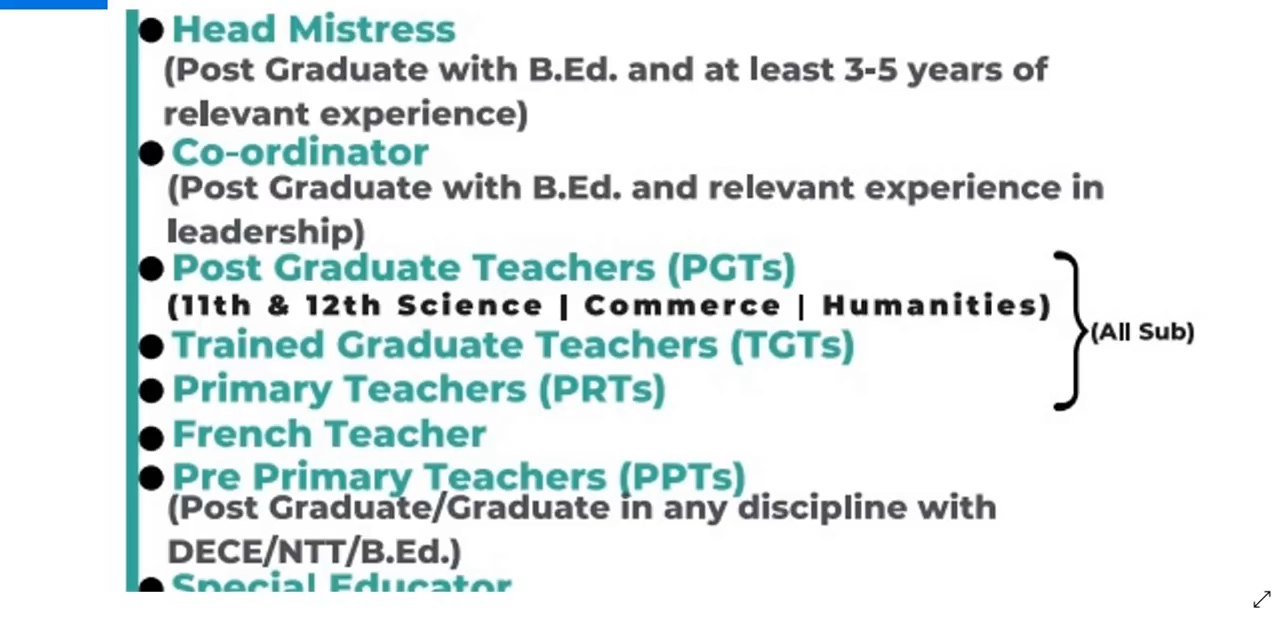 Head Mistress
(Post Graduate with B.Ed. and at least 3-5 years of
relevant experience)
Co-ordinator
(Post Graduate with B.Ed. and relevant experience in
leadership)
Post Graduate Teachers (PGTs)
(11th & 12th Science | Commerce | Humanities)
Trained Graduate Teachers (TGTs)
(All Sub)
Primary Teachers (PRTs)
French Teacher
Pre Primary Teachers (PPTs)
(Post Graduate/Graduate in any discipline with
DECE/NTT/B.Ed.)
Special Educator